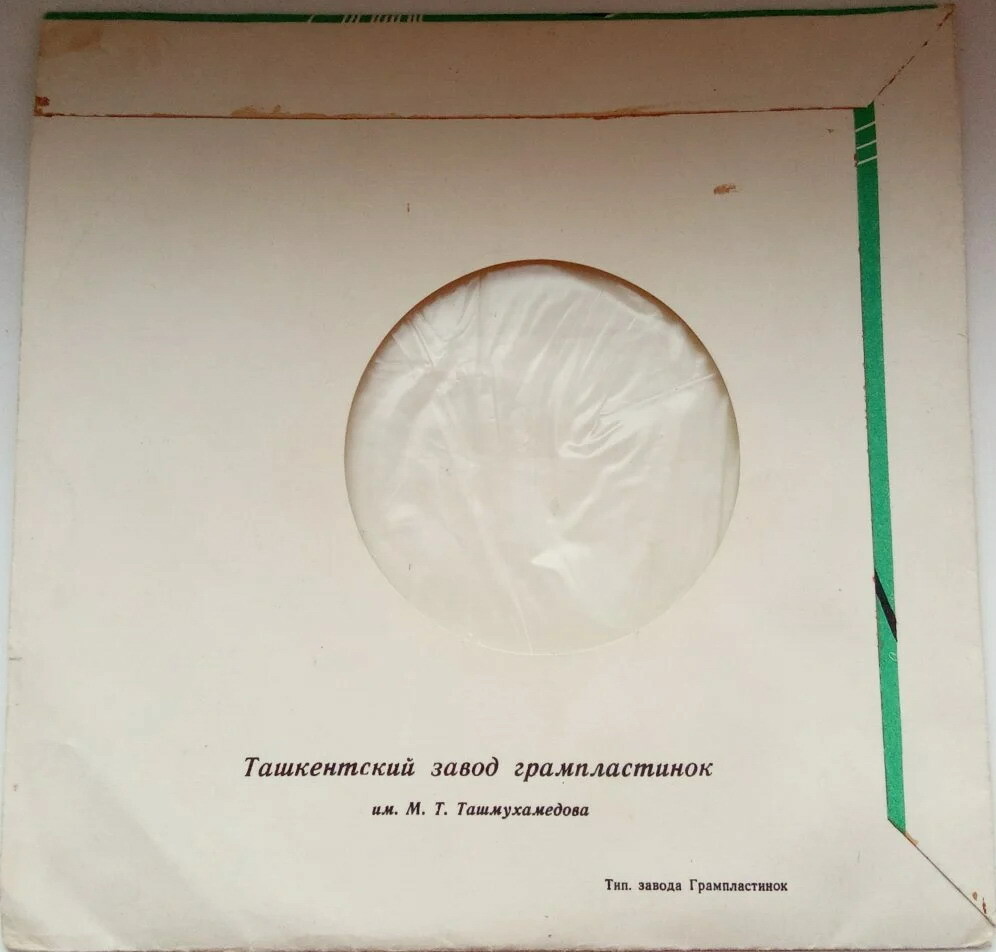 Ташкентский завод грампластинок
им. М. Т. Ташмухамедова
Тип. завода Грампластинок